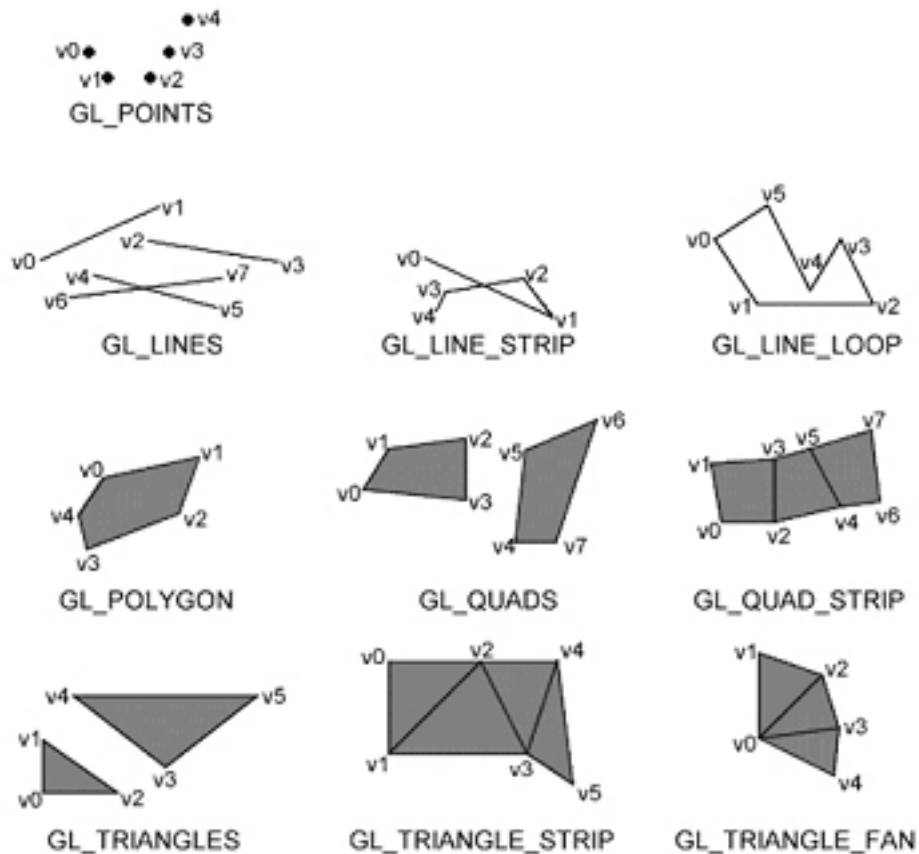 v4
v0 v3
v1 v2
GL_POINTS
v1
v2
v0 v3
v4 v7
v6 v5
GL_LINES
v0
v2
v3
v4 v1
GL_LINE_STRIP
v5
v0 v3
v4
v1 v2
GL_LINE_LOOP
v1
v0
v4 v2
v3
GL_POLYGON
v6
v1 v2 v5
v0 v3
v4 v7
GL_QUADS
v7
v3 v5
v1
v0 v2 v4 v6
GL_QUAD_STRIP
v4 v5
v1
v3
v0 v2
GL_TRIANGLES
v0 v2 v4
v1 v3
v5
GL_TRIANGLE_STRIP
v1
v2
v0 v3
v4
GL_TRIANGLE_FAN